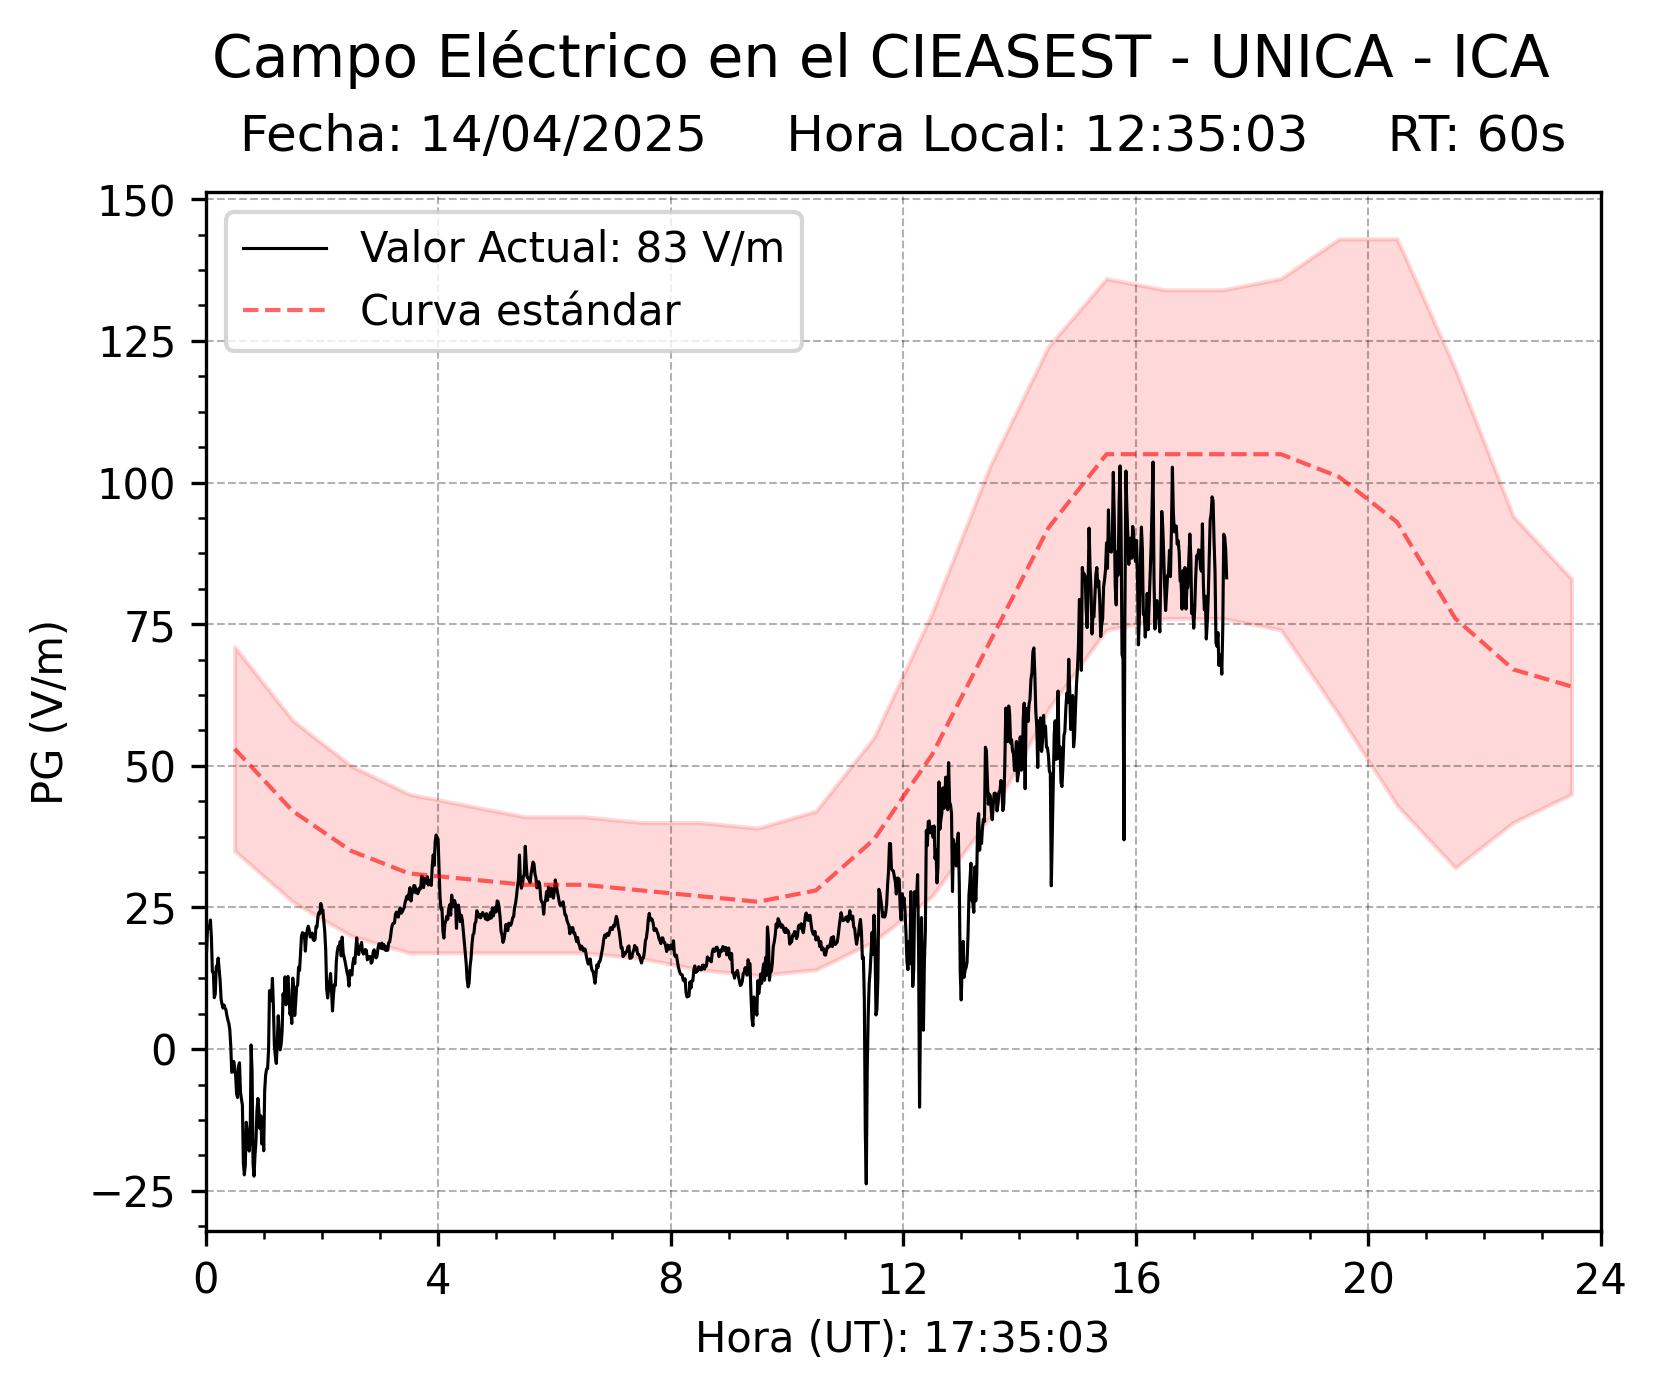 Campo Eléctrico en el CIEASEST - UNICA - ICA
Fecha: 14/04/2025 Hora Local: 12:35:03 RT: 60s
Valor Actual: 83 V/m
Curva estándar
PG (V/m)
150
125
100
75
50
25
0
−25
0 4 8 12 16 20 24
Hora (UT): 17:35:03